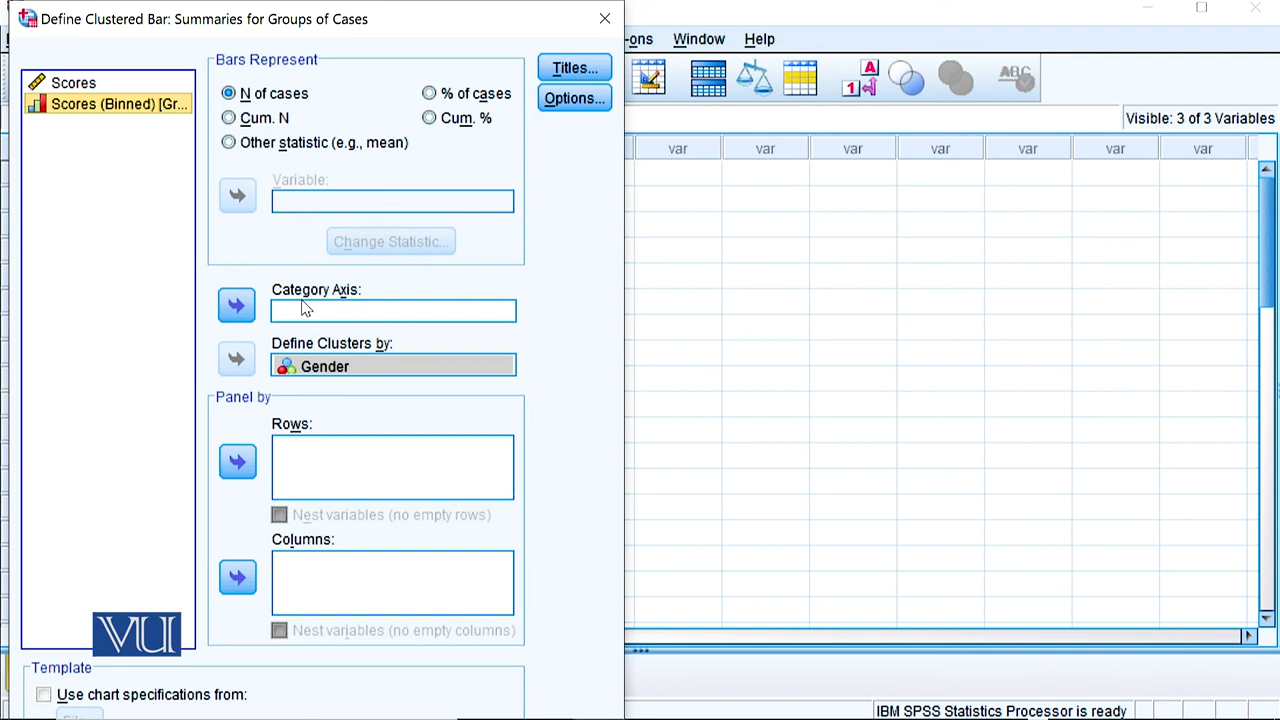 Define Clustered Bar: Summaries for Groups of Cases
-ons Window Help
Scores
Scores (Binned) [Gr...
Bars Represent
N of cases
% of cases
Cum. N
Cum. %
Other statistic (e.g., mean)
Variable:
Change Statistic...
Titles...
Options...
Category Axis:
Define Clusters by:
Gender
Panel by
Rows:
Nest variables (no empty rows)
Columns:
Nest variables (no empty columns)
VU
Template
Use chart specifications from:
A
1
ABC
Visible: 3 of 3 Variables
var var var var var var var
IBM SPSS Statistics Processor is ready